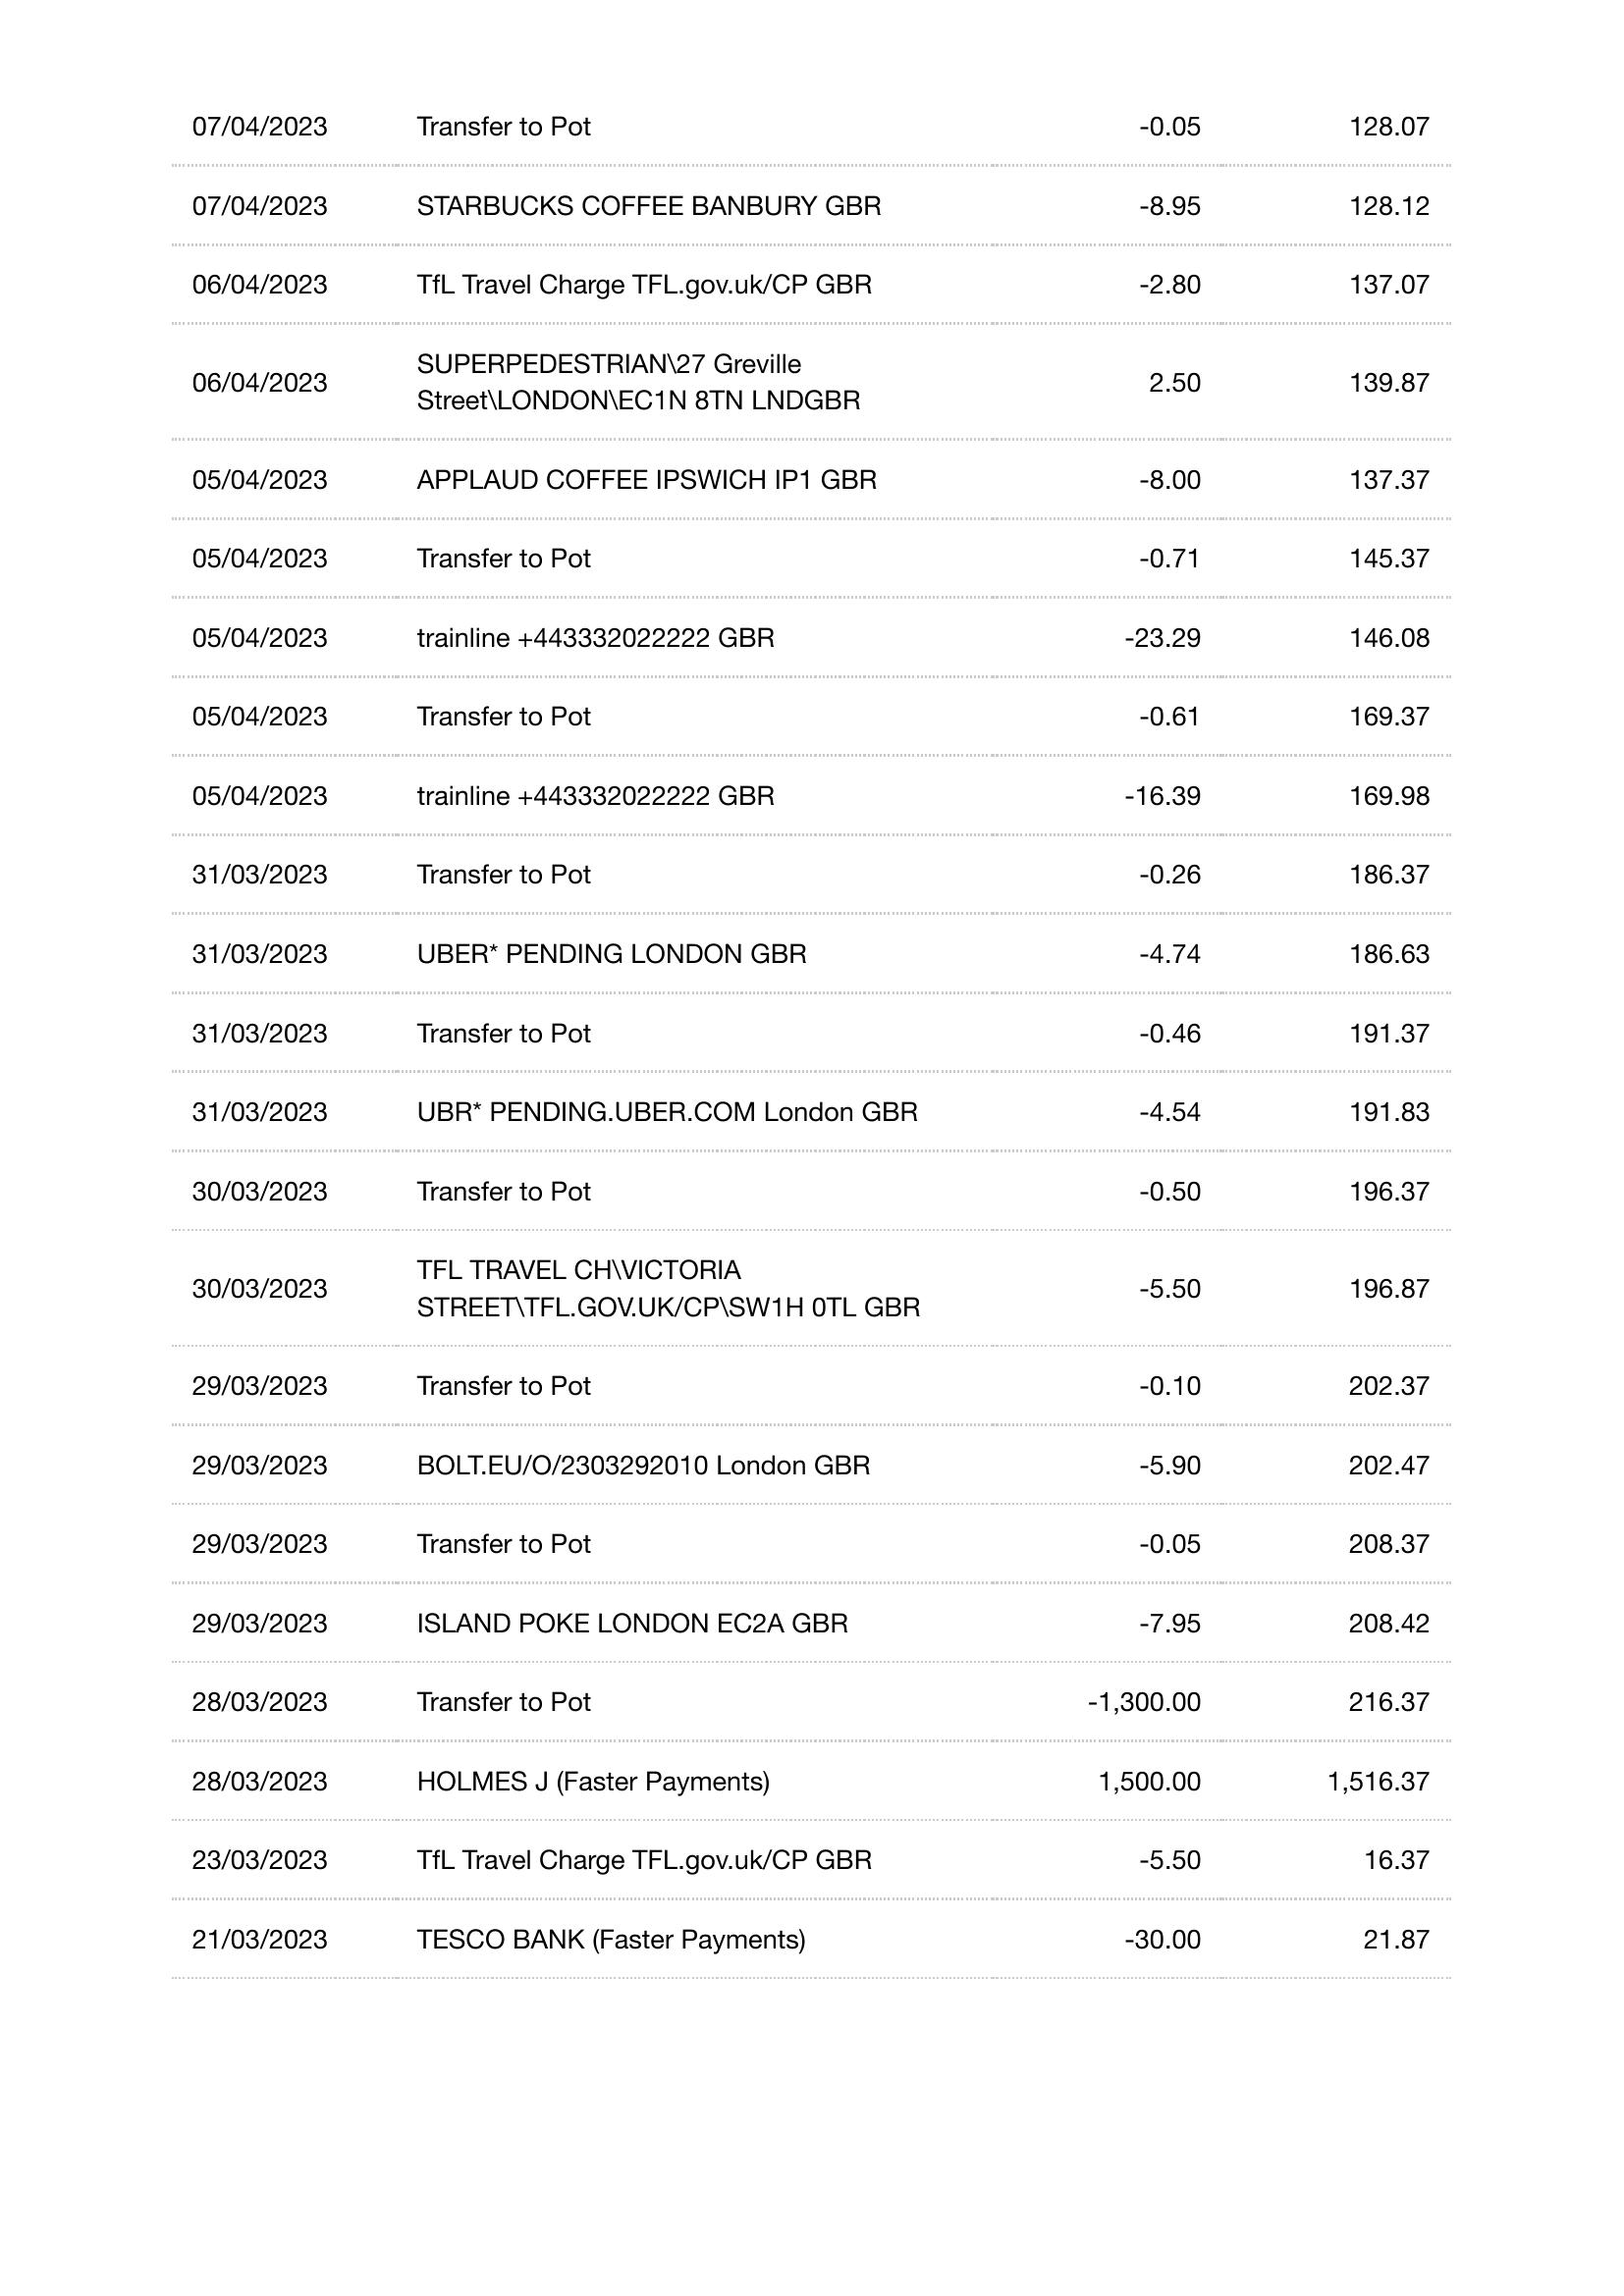 07/04/2023 Transfer to Pot -0.05 128.07
07/04/2023 STARBUCKS COFFEE BANBURY GBR -8.95 128.12
06/04/2023 TfL Travel Charge TFL.gov.uk/CP GBR -2.80 137.07
06/04/2023 SUPERPEDESTRIAN\27 Greville
Street\LONDON\EC1N 8TN LNDGBR 2.50 139.87
05/04/2023 APPLAUD COFFEE IPSWICH IP1 GBR -8.00 137.37
05/04/2023 Transfer to Pot -0.71 145.37
05/04/2023 trainline +443332022222 GBR -23.29 146.08
05/04/2023 Transfer to Pot -0.61 169.37
05/04/2023 trainline +443332022222 GBR -16.39 169.98
31/03/2023 Transfer to Pot -0.26 186.37
31/03/2023 UBER* PENDING LONDON GBR -4.74 186.63
31/03/2023 Transfer to Pot -0.46 191.37
31/03/2023 UBR* PENDING.UBER.COM London GBR -4.54 191.83
30/03/2023 Transfer to Pot -0.50 196.37
30/03/2023 TFL TRAVEL CH\VICTORIA
STREET\TFL.GOV.UK/CP\SW1H 0TL GBR -5.50 196.87
29/03/2023 Transfer to Pot -0.10 202.37
29/03/2023 BOLT.EU/O/2303292010 London GBR -5.90 202.47
29/03/2023 Transfer to Pot -0.05 208.37
29/03/2023 ISLAND POKE LONDON EC2A GBR -7.95 208.42
28/03/2023 Transfer to Pot -1,300.00 216.37
28/03/2023 HOLMES J (Faster Payments) 1,500.00 1,516.37
23/03/2023 TfL Travel Charge TFL.gov.uk/CP GBR -5.50 16.37
21/03/2023 TESCO BANK (Faster Payments) -30.00 21.87